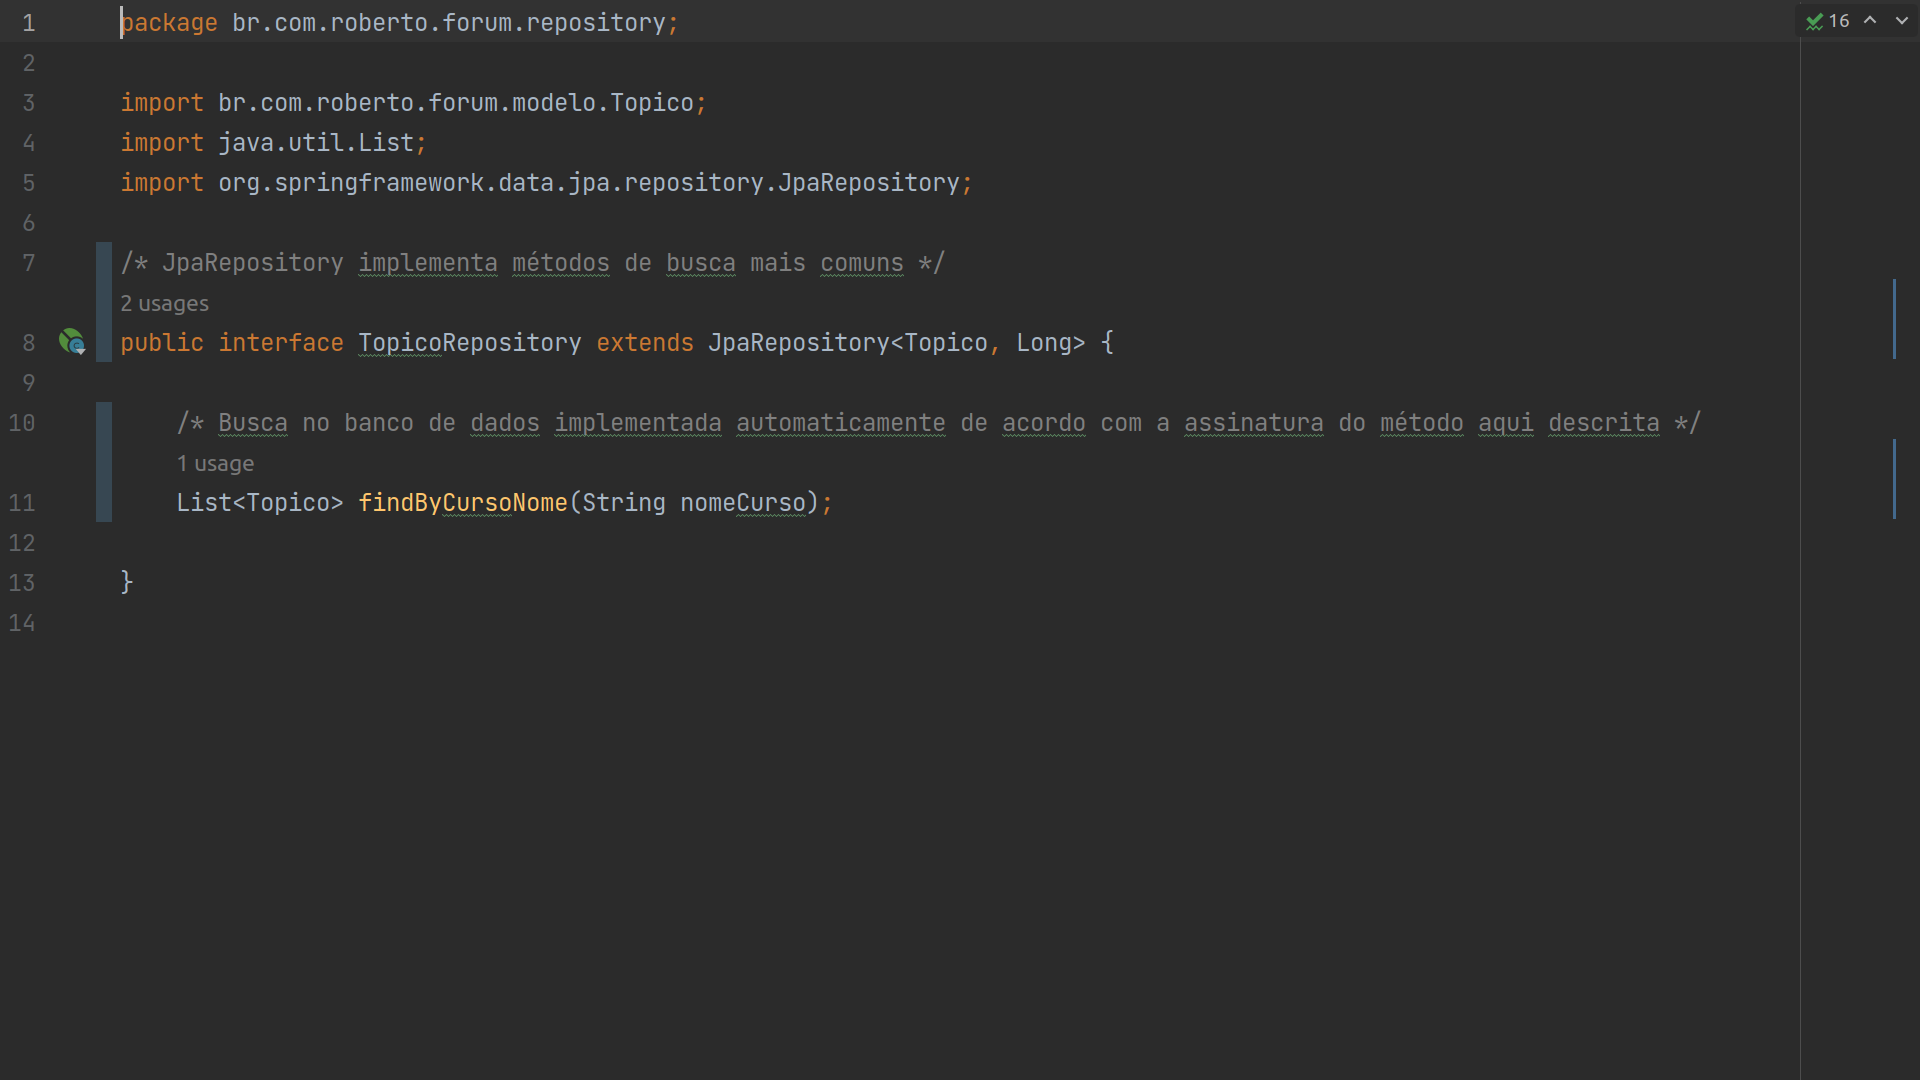 1 package br.com.roberto.forum.repository; 16
2
3 import br.com.roberto.forum.modelo.Topico;
4 import java.util.List;
5 import org.springframework.data.jpa.repository.JpaRepository;
6
7 /* JpaRepository implementa métodos de busca mais comuns */
2 usages
8 public interface TopicoRepository extends JpaRepository<Topico, Long> {
9
10 /* Busca no banco de dados implementada automaticamente de acordo com a assinatura do método aqui descrita */
1 usage
11 List<Topico> findByCursoNome(String nomeCurso);
12
13 }
14